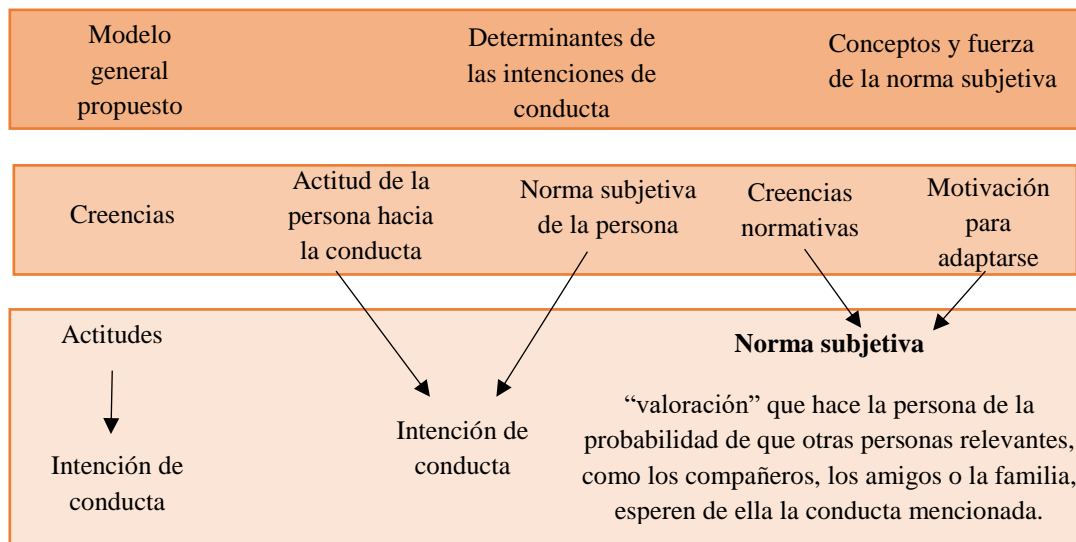 Modelo
general
propuesto
Determinantes de
las intenciones de
conducta
Conceptos y fuerza
de la norma subjetiva
Creencias
Actitud de la
persona hacia
la conducta
Norma subjetiva
de la persona
Creencias
normativas
Motivación
para
adaptarse
Actitudes
Intención de
conducta
Intención de
conducta
Norma subjetiva
“valoración” que hace la persona de la
probabilidad de que otras personas relevantes,
como los compañeros, los amigos o la familia,
esperen de ella la conducta mencionada.